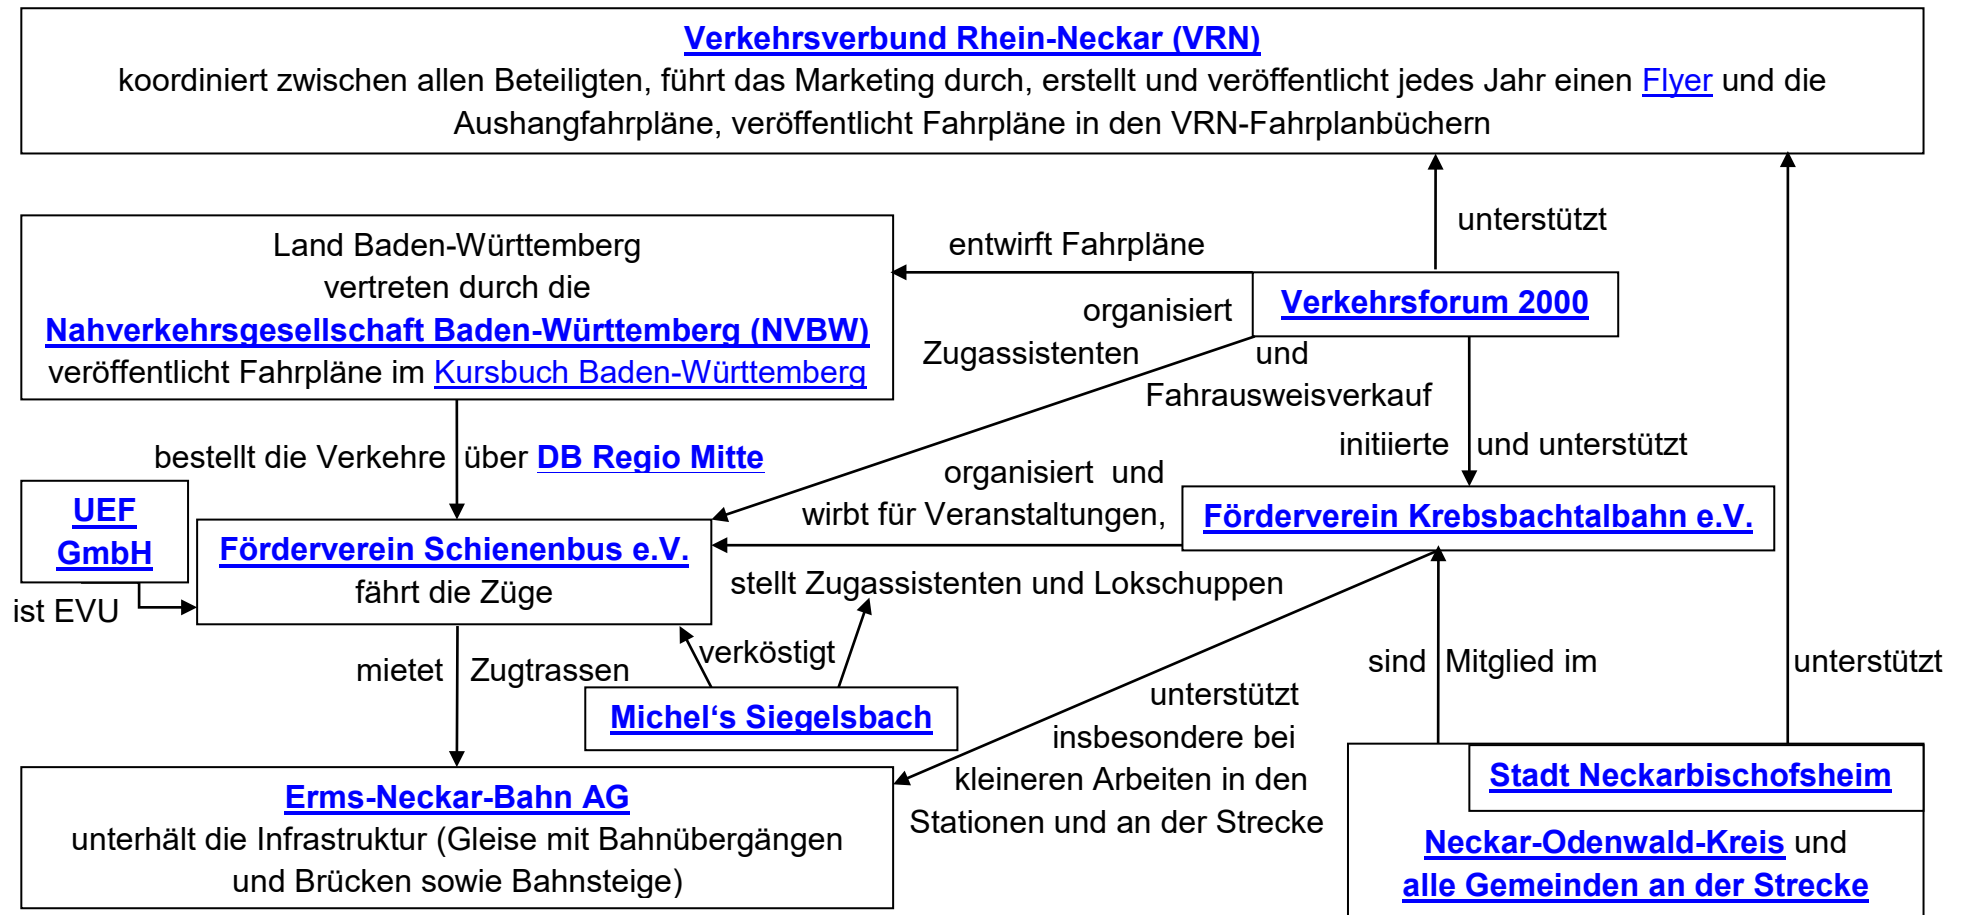 Verkehrsverbund Rhein-Neckar (VRN)
koordiniert zwischen allen Beteiligten, führt das Marketing durch, erstellt und veröffentlicht jedes Jahr einen Flyer und die
Aushangfahrpläne, veröffentlicht Fahrpläne in den VRN-Fahrplanbüchern
unterstützt
Land Baden-Württemberg
vertreten durch die
Nahverkehrsgesellschaft Baden-Württemberg (NVBW)
veröffentlicht Fahrpläne im Kursbuch Baden-Württemberg
entwirft Fahrpläne
Verkehrsforum 2000
organisiert
Zugassistenten und
Fahrausweisverkauf
initiierte und unterstützt
bestellt die Verkehre über DB Regio Mitte
organisiert und
wirbt für Veranstaltungen,
Förderverein Krebsbachtalbahn e.V.
UEF
GmbH
ist EVU
Förderverein Schienenbus e.V.
fährt die Züge
stellt Zugassistenten und Lokschuppen
verköstigt
mietet Zugtrassen
Michel‘s Siegelsbach
sind Mitglied im
unterstützt
unterstützt
insbesondere bei
kleineren Arbeiten in den
Stationen und an der Strecke
Erms-Neckar-Bahn AG
unterhält die Infrastruktur (Gleise mit Bahnübergängen
und Brücken sowie Bahnsteige)
Stadt Neckarbischofsheim
Neckar-Odenwald-Kreis und
alle Gemeinden an der Strecke